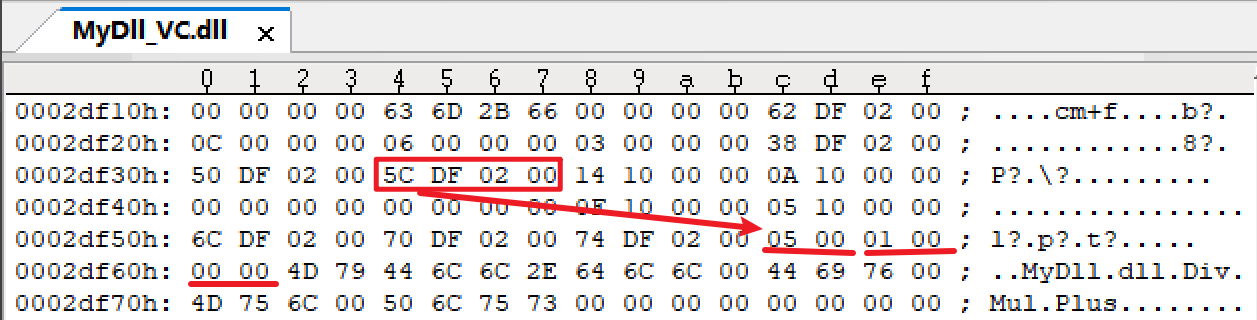 MyDll_VC.dll x
0 1 2 3 4 5 6 7 8 9 a b c d e f
0002df10h: 00 00 00 00 63 6D 2B 66 00 00 00 00 62 DF 02 00 ; ....cm+f....b?.
0002df20h: 0C 00 00 00 06 00 00 00 03 00 00 00 38 DF 02 00 ; ............8?.
0002df30h: 50 DF 02 00 5C DF 02 00 14 10 00 00 0A 10 00 00 ; P?.\?.........
0002df40h: 00 00 00 00 00 00 00 00 0F 10 00 00 05 10 00 00 ; ................
0002df50h: 6C DF 02 00 70 DF 02 00 74 DF 02 00 05 00 01 00 ; l?.p?.t?.....
0002df60h: 00 00 4D 79 44 6C 6C 2E 64 6C 6C 00 44 69 76 00 ; ..MyDll.dll.Div.
0002df70h: 4D 75 6C 00 50 6C 75 73 00 00 00 00 00 00 00 00 ; Mul.Plus........